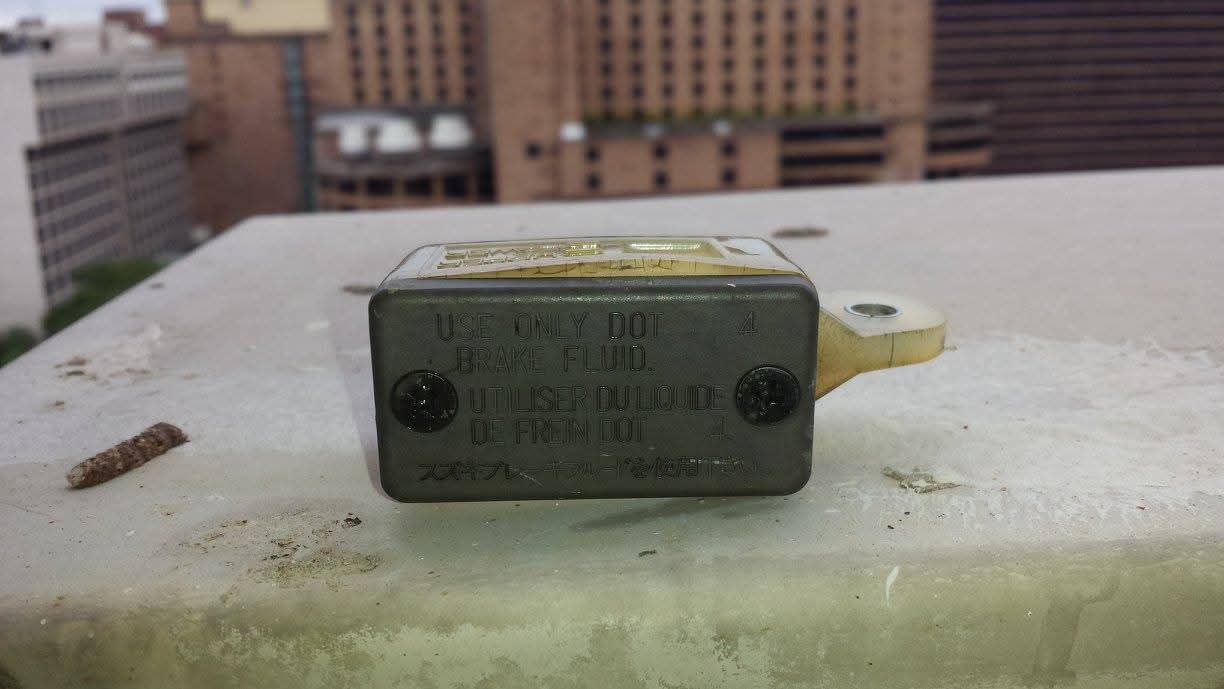 USE ONLY DOT 4
BRAKE FLUID.
UTILISER DU LIQUIDE
DE FREIN DOT 4.
スズキブレーキフルードを使用下さい